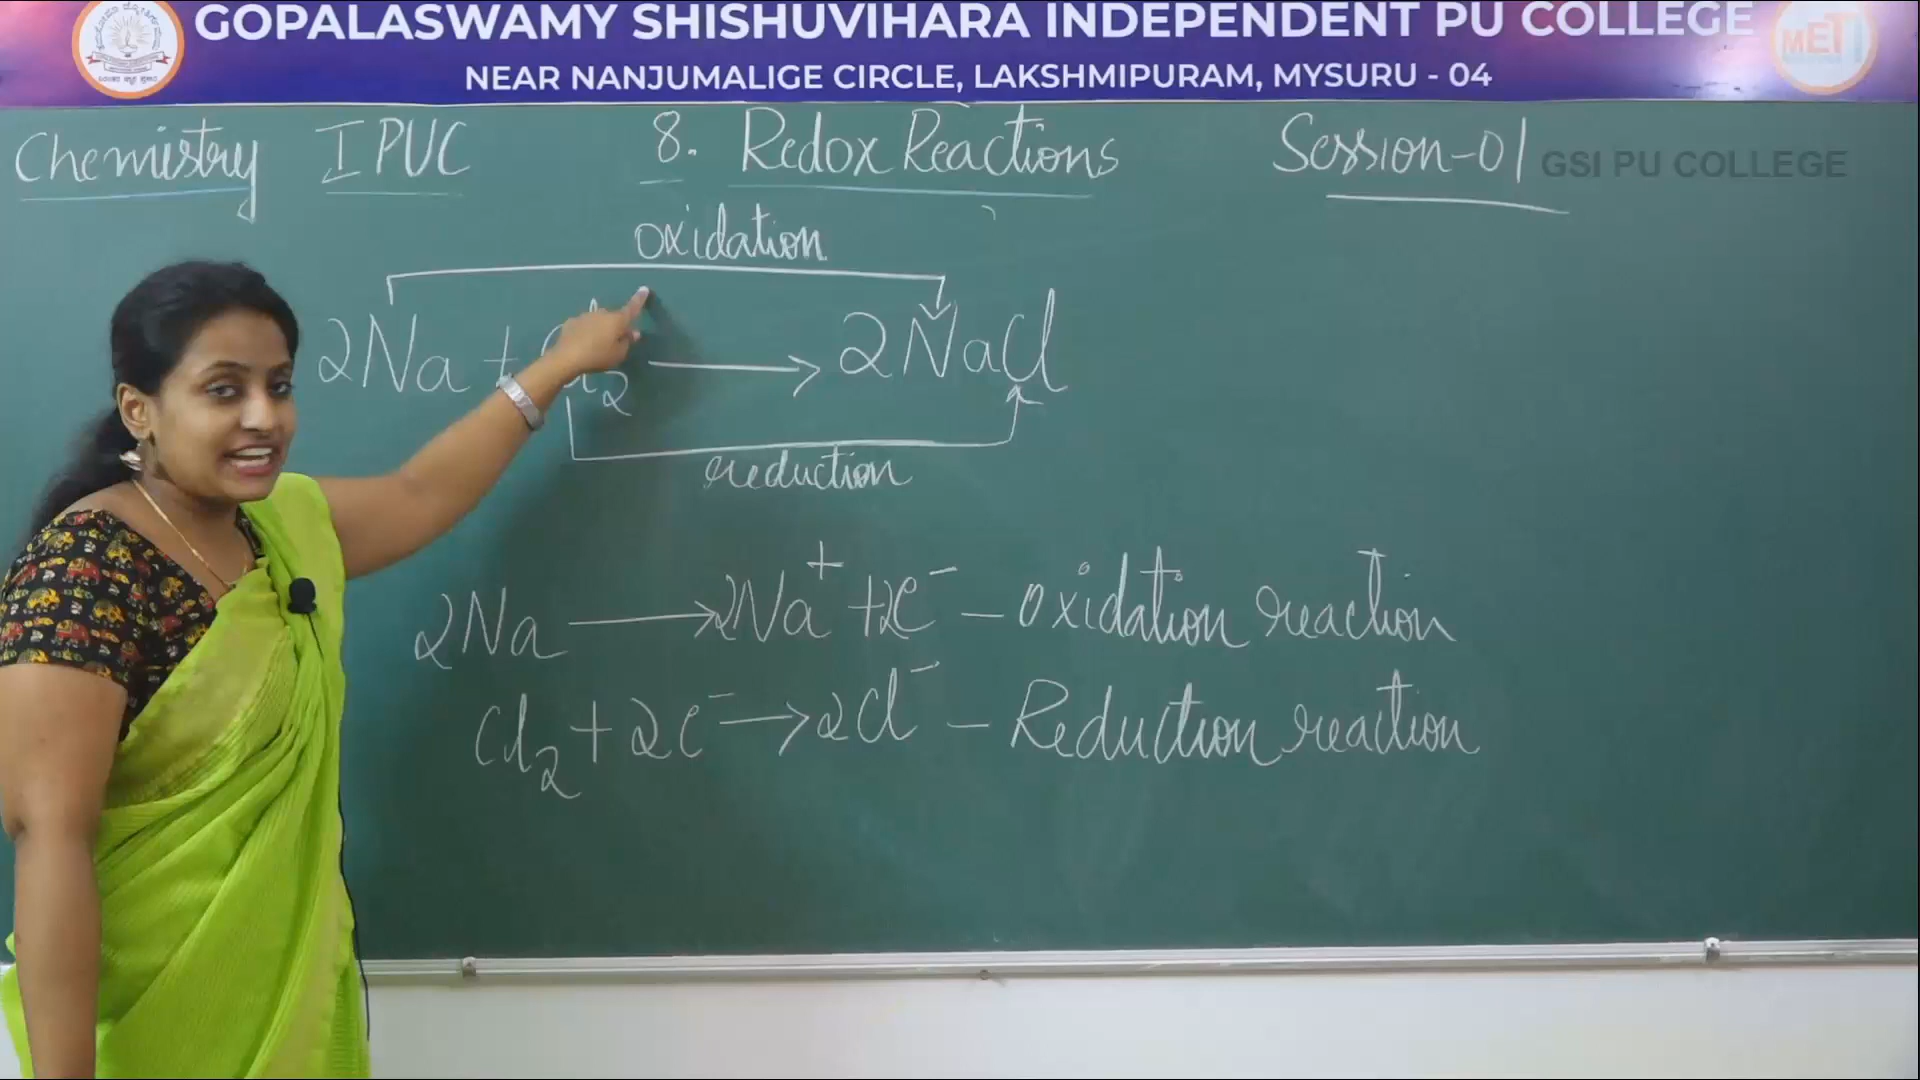 GOPALASWAMY SHISHUVIHARA INDEPENDENT PU COLLEGE
NEAR NANJUMALIGE CIRCLE, LAKSHMIPURAM, MYSURU - 04
MET
Chemistry I PUC 8. Redox Reactions Session-01
GSI PU COLLEGE
oxidation
2Na + Cl₂ → 2NaCl
reduction
2Na → 2Na⁺ + 2e⁻ – oxidation reaction
Cl₂ + 2e⁻ → 2Cl⁻ – Reduction reaction